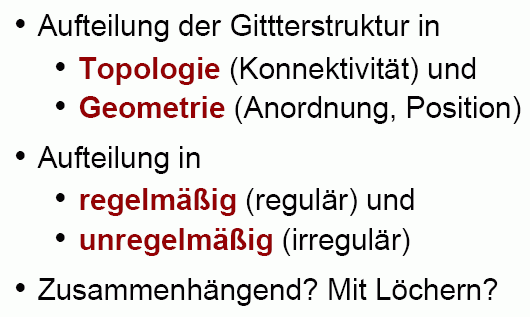 • Aufteilung der Gittterstruktur in
• Topologie (Konnektivität) und
• Geometrie (Anordnung, Position)
• Aufteilung in
• regelmäßig (regulär) und
• unregelmäßig (irregulär)
• Zusammenhängend? Mit Löchern?